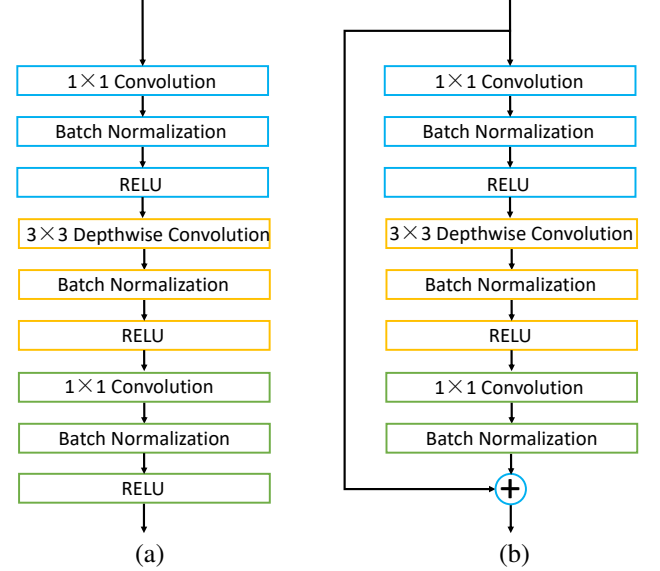 1×1 Convolution
Batch Normalization
RELU
3×3 Depthwise Convolution
Batch Normalization
RELU
1×1 Convolution
Batch Normalization
RELU
(a)
1×1 Convolution
Batch Normalization
RELU
3×3 Depthwise Convolution
Batch Normalization
RELU
1×1 Convolution
Batch Normalization
+
(b)